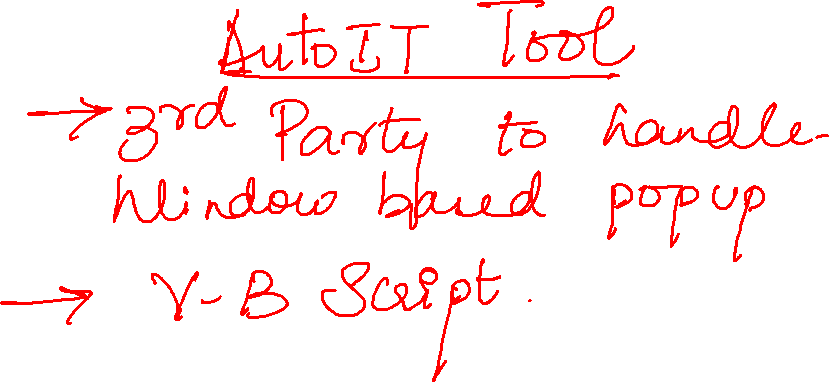 AutoIT Tool
→ 3rd Party to handle
Window based popup
→ V-B Script.